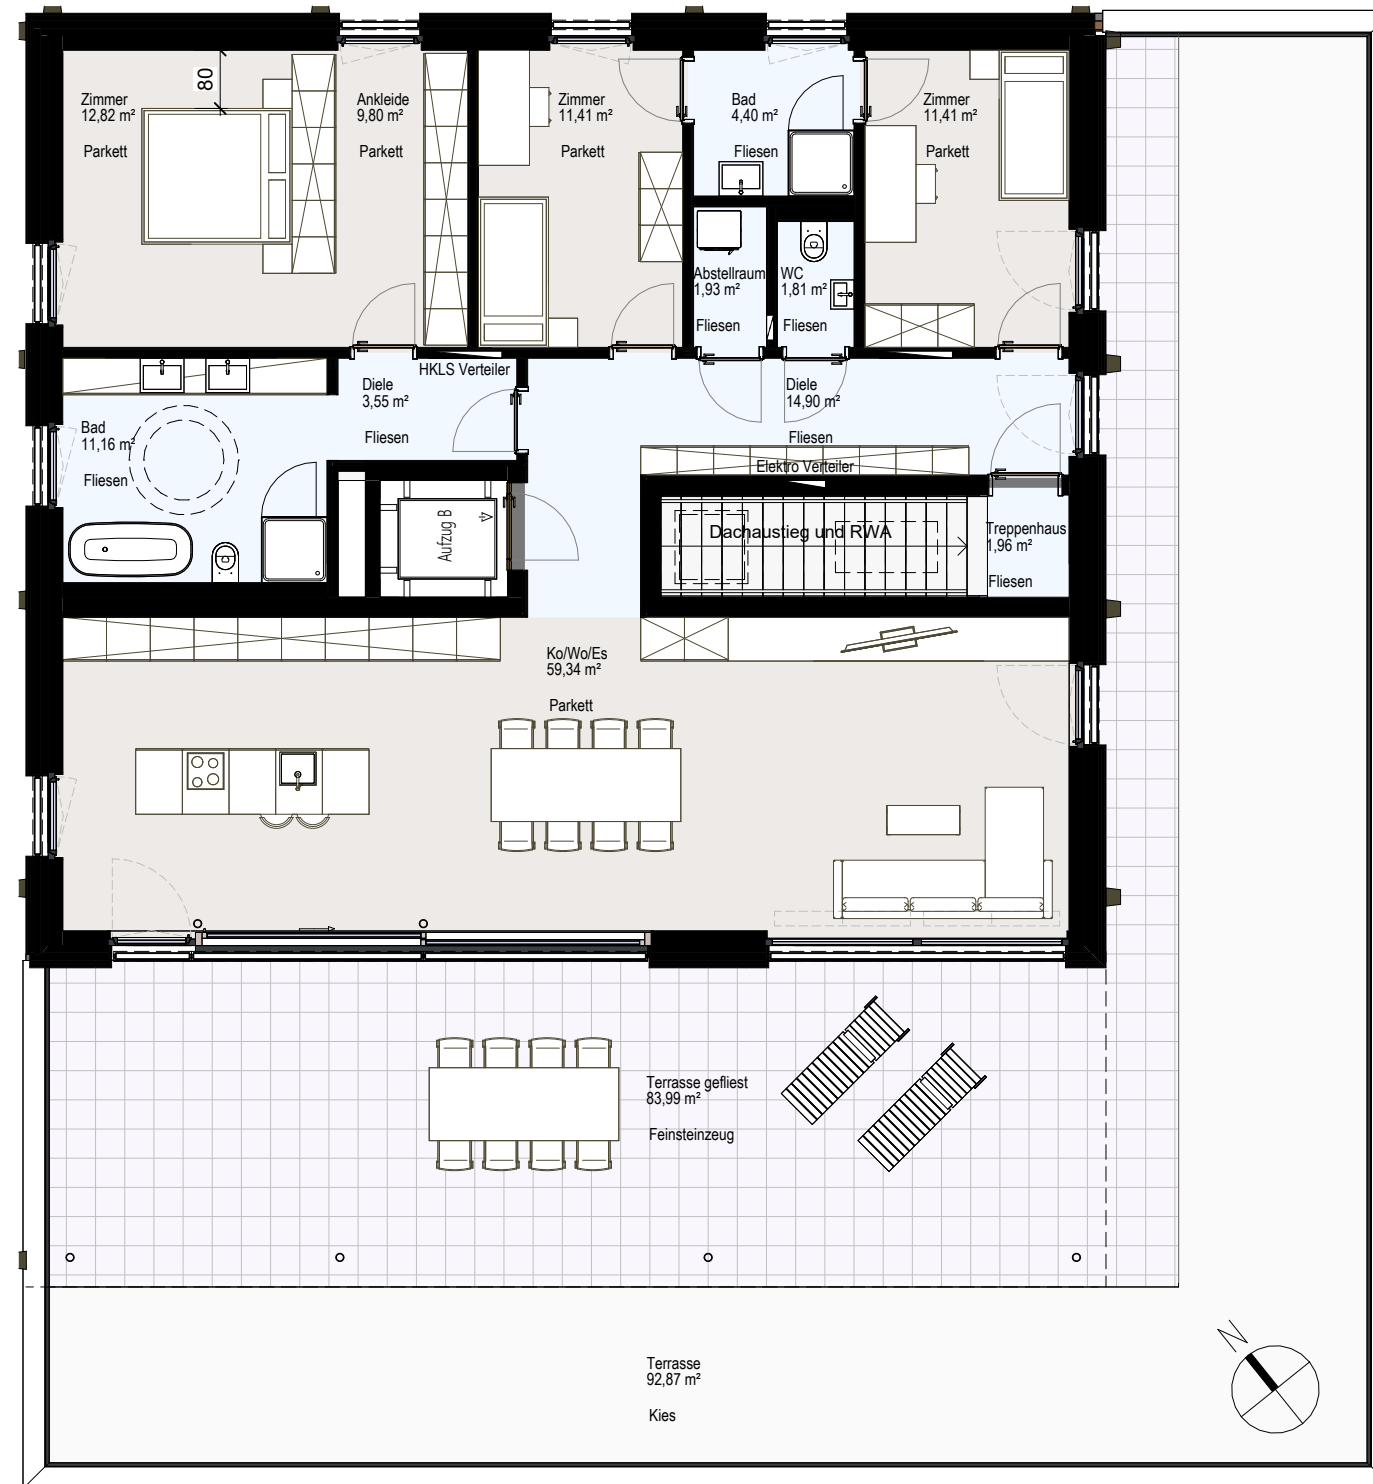 80
Zimmer
12,82 m²
Parkett
Ankleide
9,80 m²
Parkett
Zimmer
11,41 m²
Parkett
Bad
4,40 m²
Fliesen
Zimmer
11,41 m²
Parkett
Abstellraum
1,93 m²
Fliesen
WC
1,81 m²
Fliesen
HKLS Verteiler
Diele
3,55 m²
Fliesen
Diele
14,90 m²
Fliesen
Elektro Verteiler
Bad
11,16 m²
Fliesen
Aufzug B
Dachaustieg und RWA
Treppenhaus
1,96 m²
Fliesen
Ko/Wo/Es
59,34 m²
Parkett
Terrasse gefliest
83,99 m²
Feinsteinzeug
Terrasse
92,87 m²
Kies
N